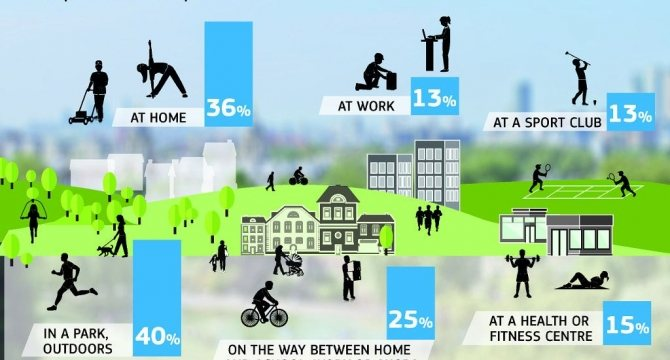 AT HOME
36%
AT WORK
13%
AT A SPORT CLUB
13%
IN A PARK,
OUTDOORS
40%
ON THE WAY BETWEEN HOME
25%
AT A HEALTH OR
FITNESS CENTRE
15%